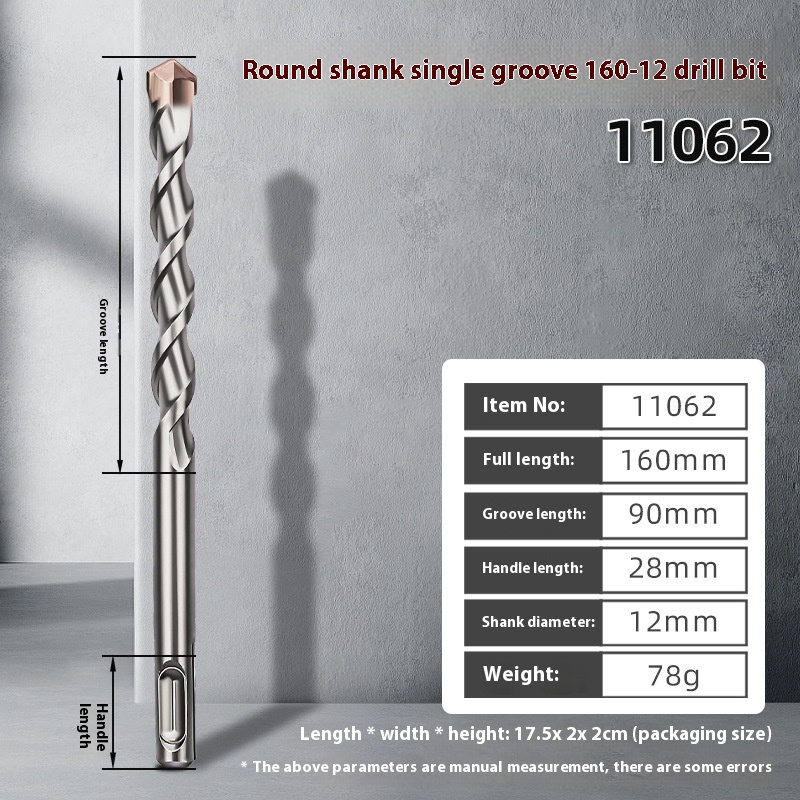 Round shank single groove 160-12 drill bit
11062
Groove length
Item No: 11062
Full length: 160mm
Groove length: 90mm
Handle length: 28mm
Shank diameter: 12mm
Weight: 78g
Handle
length
Length * width * height: 17.5x 2x 2cm (packaging size)
* The above parameters are manual measurement, there are some errors